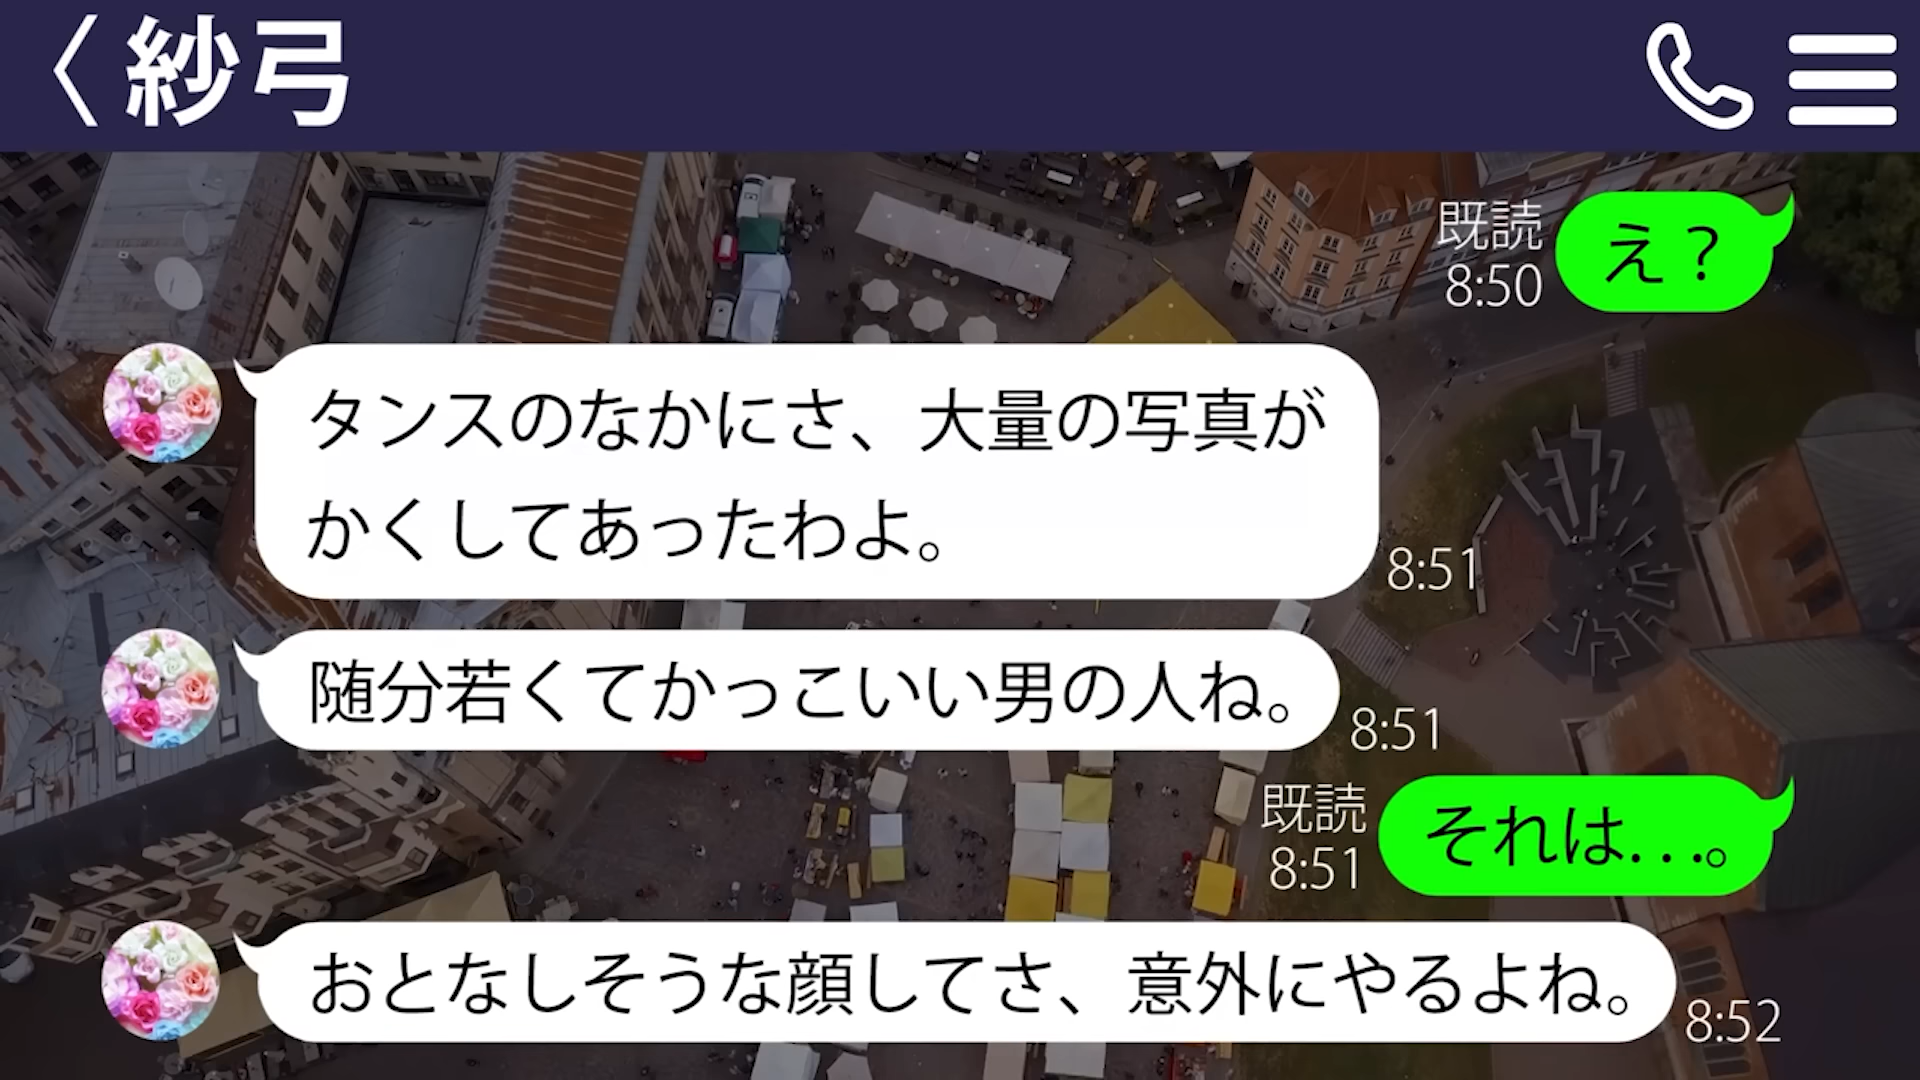 紗弓
え？
既読
8:50
タンスのなかにさ、大量の写真が
かくしてあったわよ。
8:51
随分若くてかっこいい男の人ね。
8:51
それは...。
既読
8:51
おとなしそうな顔してさ、意外にやるよね。
8:52